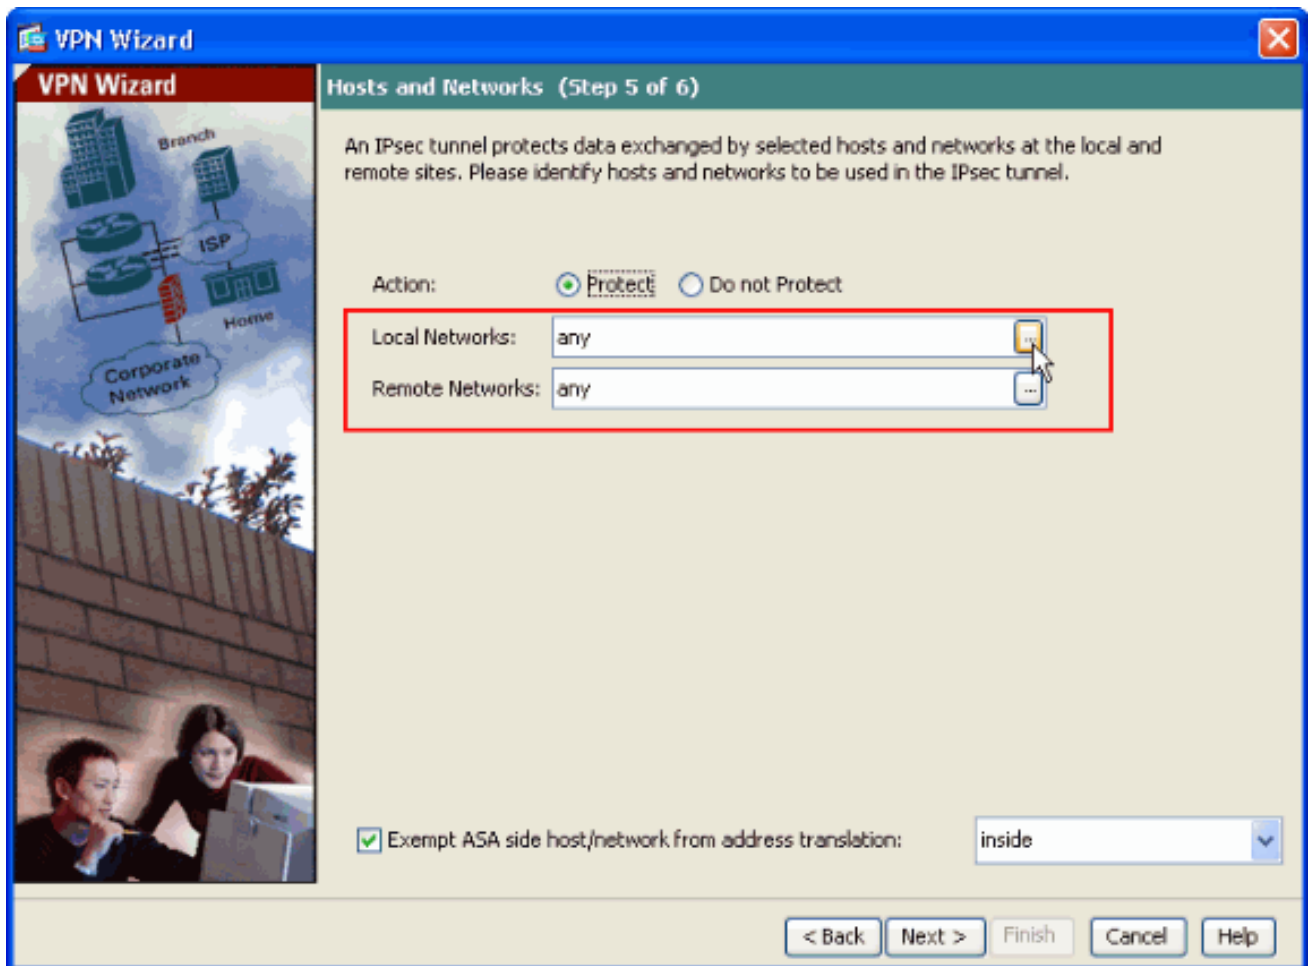 VPN Wizard
VPN Wizard
Hosts and Networks (Step 5 of 6)
Branch
ISP
Home
Corporate
Network
An IPsec tunnel protects data exchanged by selected hosts and networks at the local and
remote sites. Please identify hosts and networks to be used in the IPsec tunnel.
Action: Protect Do not Protect
Local Networks: any ...
Remote Networks: any ...
Exempt ASA side host/network from address translation: inside
< Back Next > Finish Cancel Help